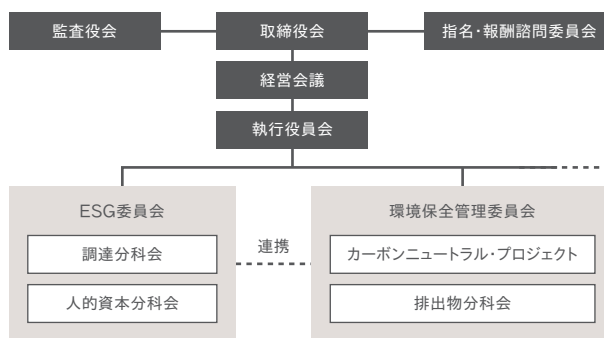 監査役会
取締役会
指名・報酬諮問委員会
経営会議
執行役員会
ESG委員会
調達分科会
人的資本分科会
連携
環境保全管理委員会
カーボンニュートラル・プロジェクト
排出物分科会